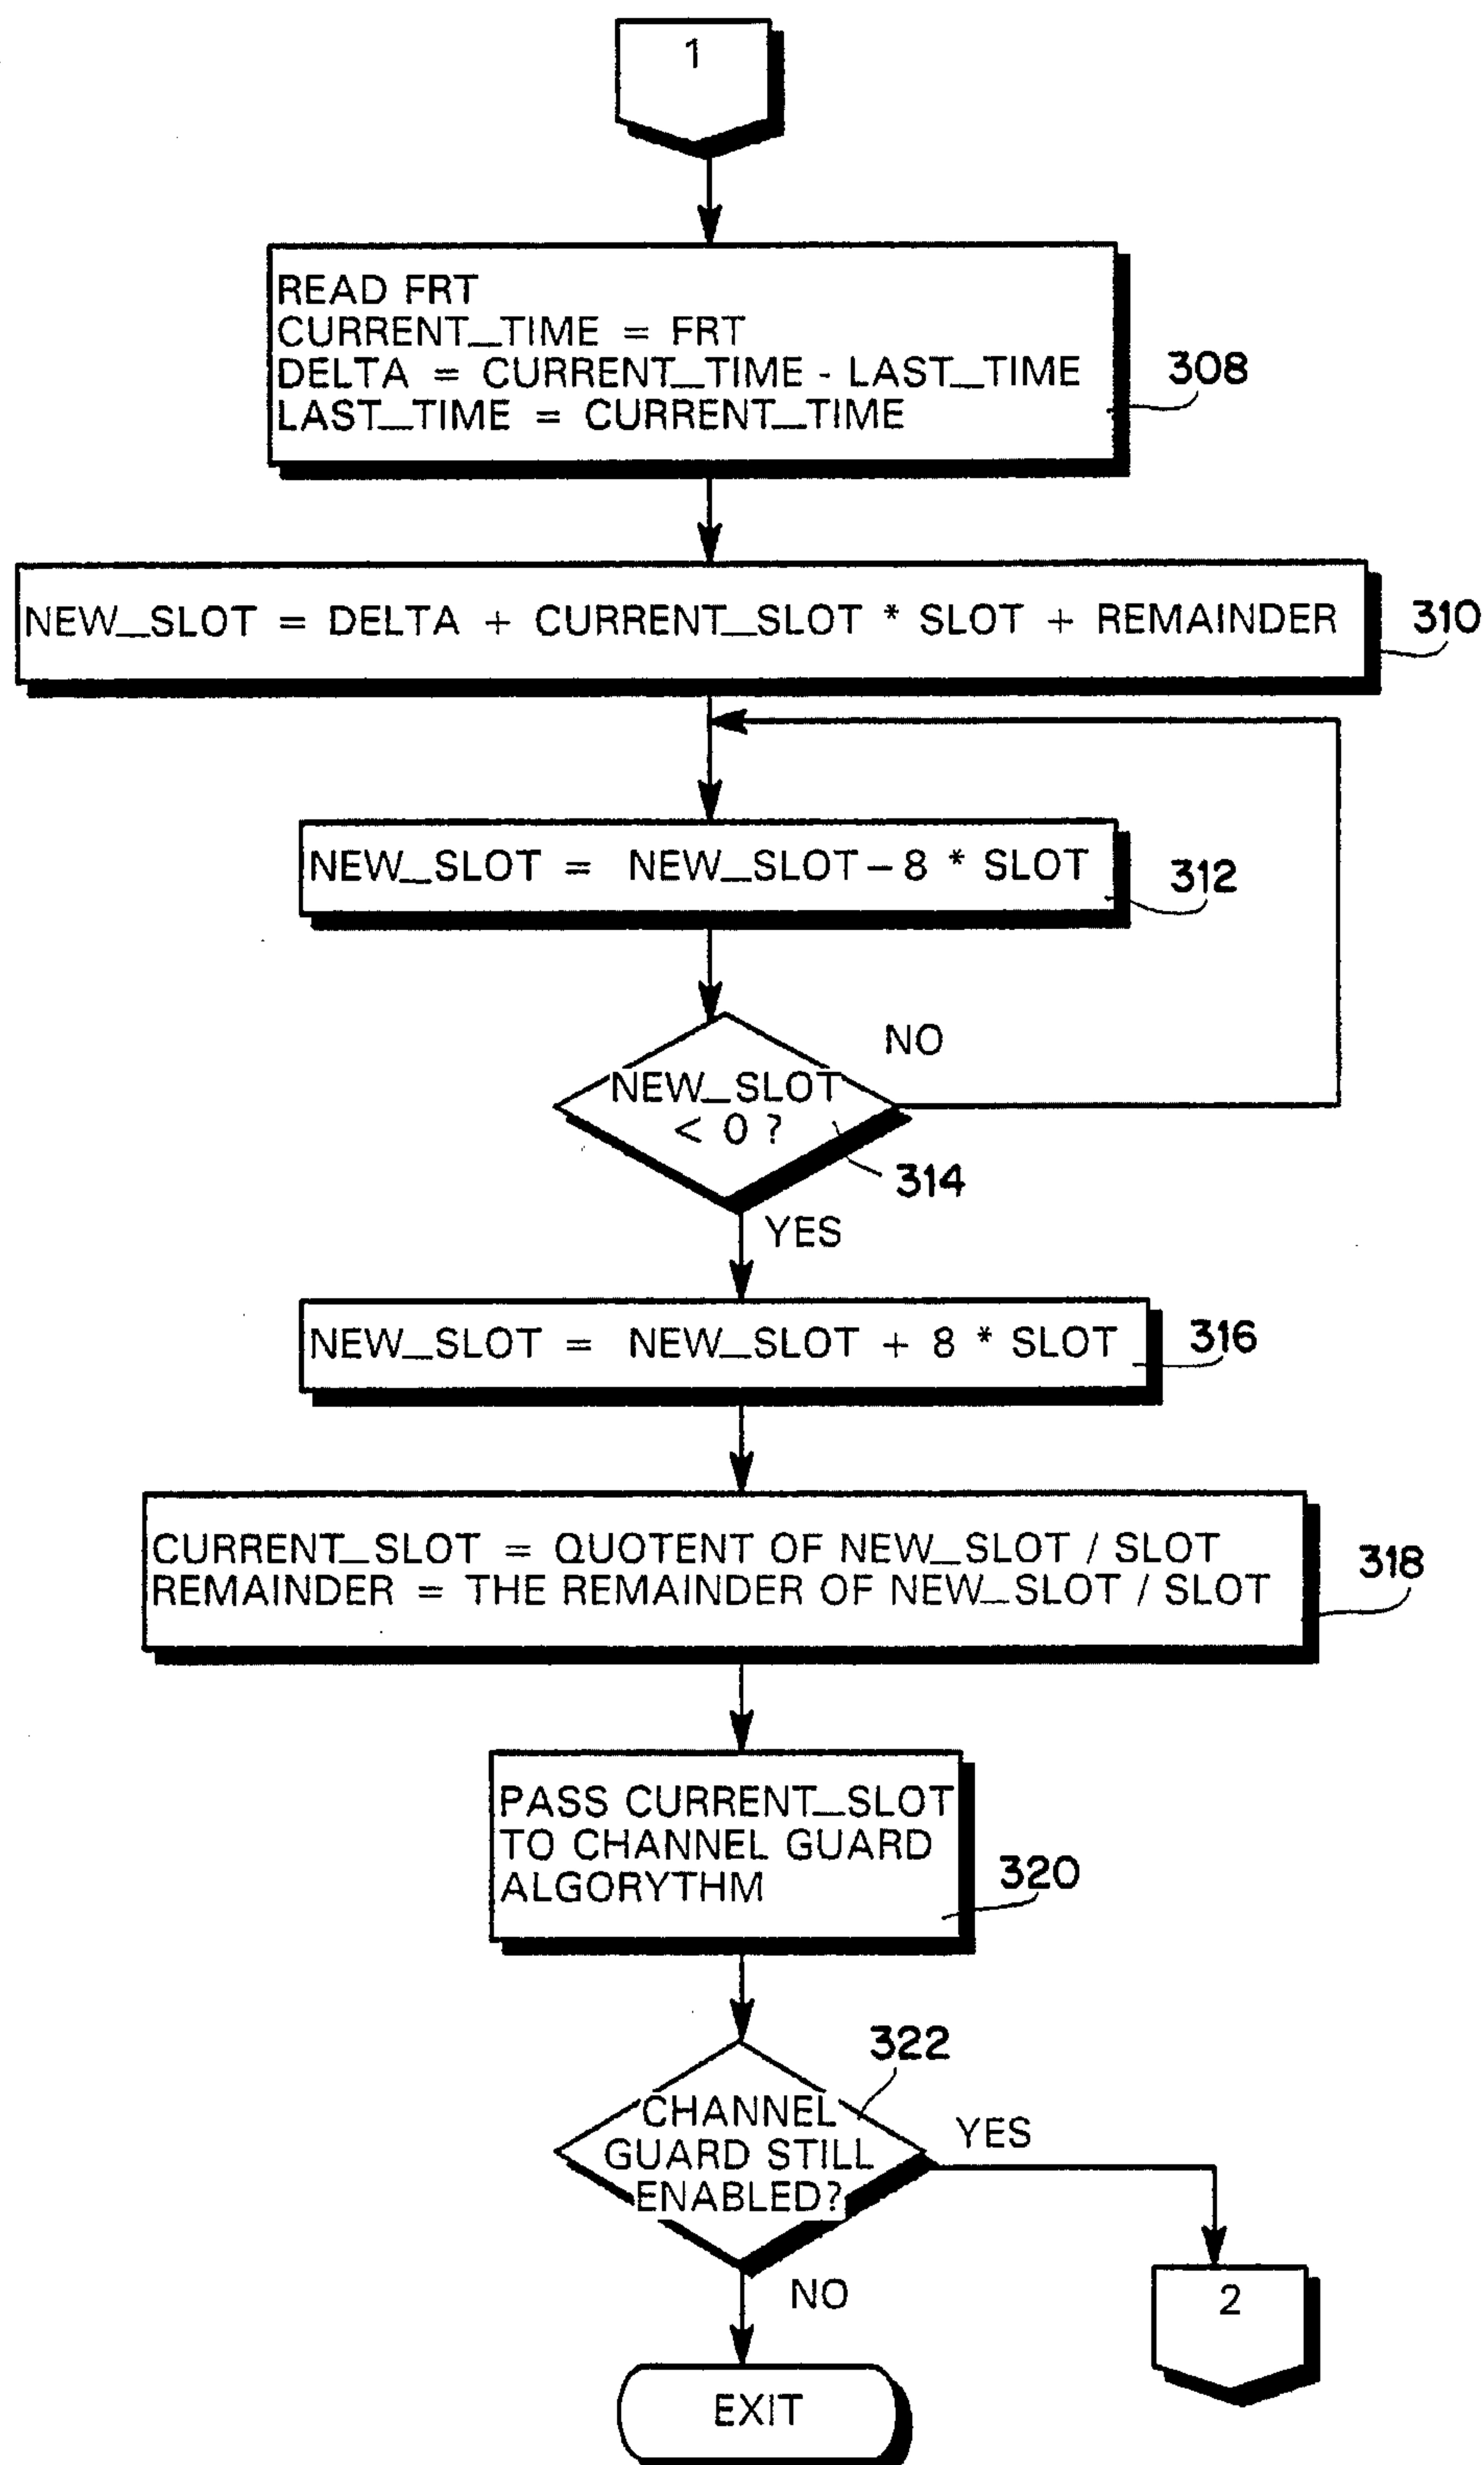 1
READ FRT
CURRENT_TIME = FRT
DELTA = CURRENT_TIME - LAST_TIME
LAST_TIME = CURRENT_TIME
308
NEW_SLOT = DELTA + CURRENT_SLOT * SLOT + REMAINDER
310
NEW_SLOT = NEW_SLOT – 8 * SLOT
312
NO
NEW_SLOT
< 0 ?
314
YES
NEW_SLOT = NEW_SLOT + 8 * SLOT
316
CURRENT_SLOT = QUOTENT OF NEW_SLOT / SLOT
REMAINDER = THE REMAINDER OF NEW_SLOT / SLOT
318
PASS CURRENT_SLOT
TO CHANNEL GUARD
ALGORYTHM
320
322
CHANNEL
GUARD STILL
ENABLED?
YES
NO
2
EXIT